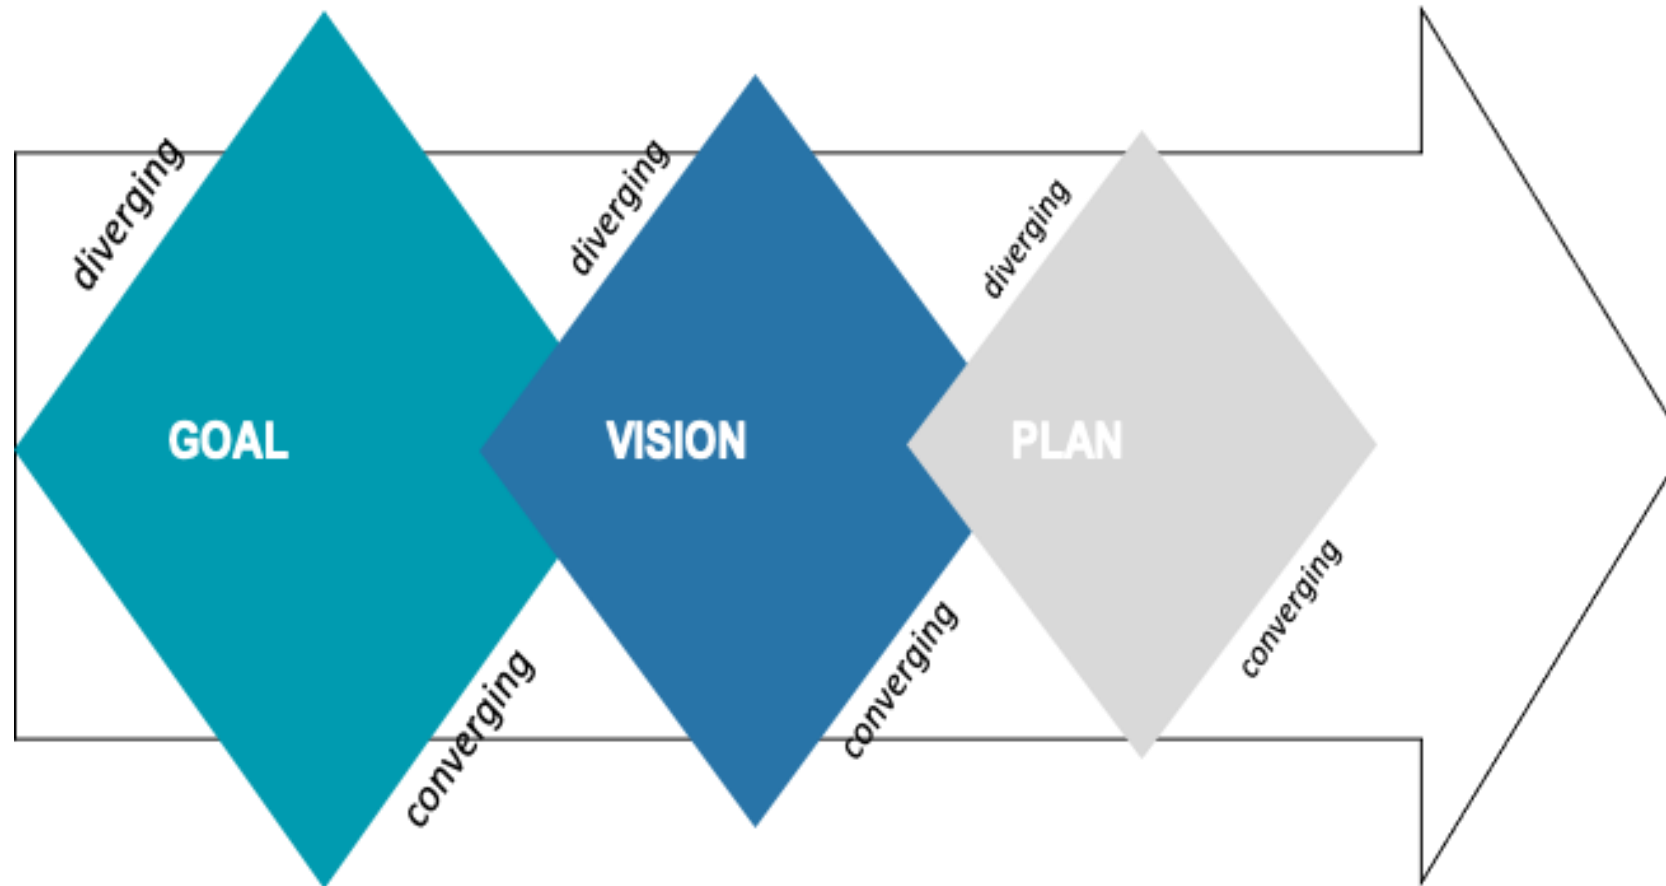 diverging
GOAL
converging
diverging
VISION
converging
diverging
PLAN
converging